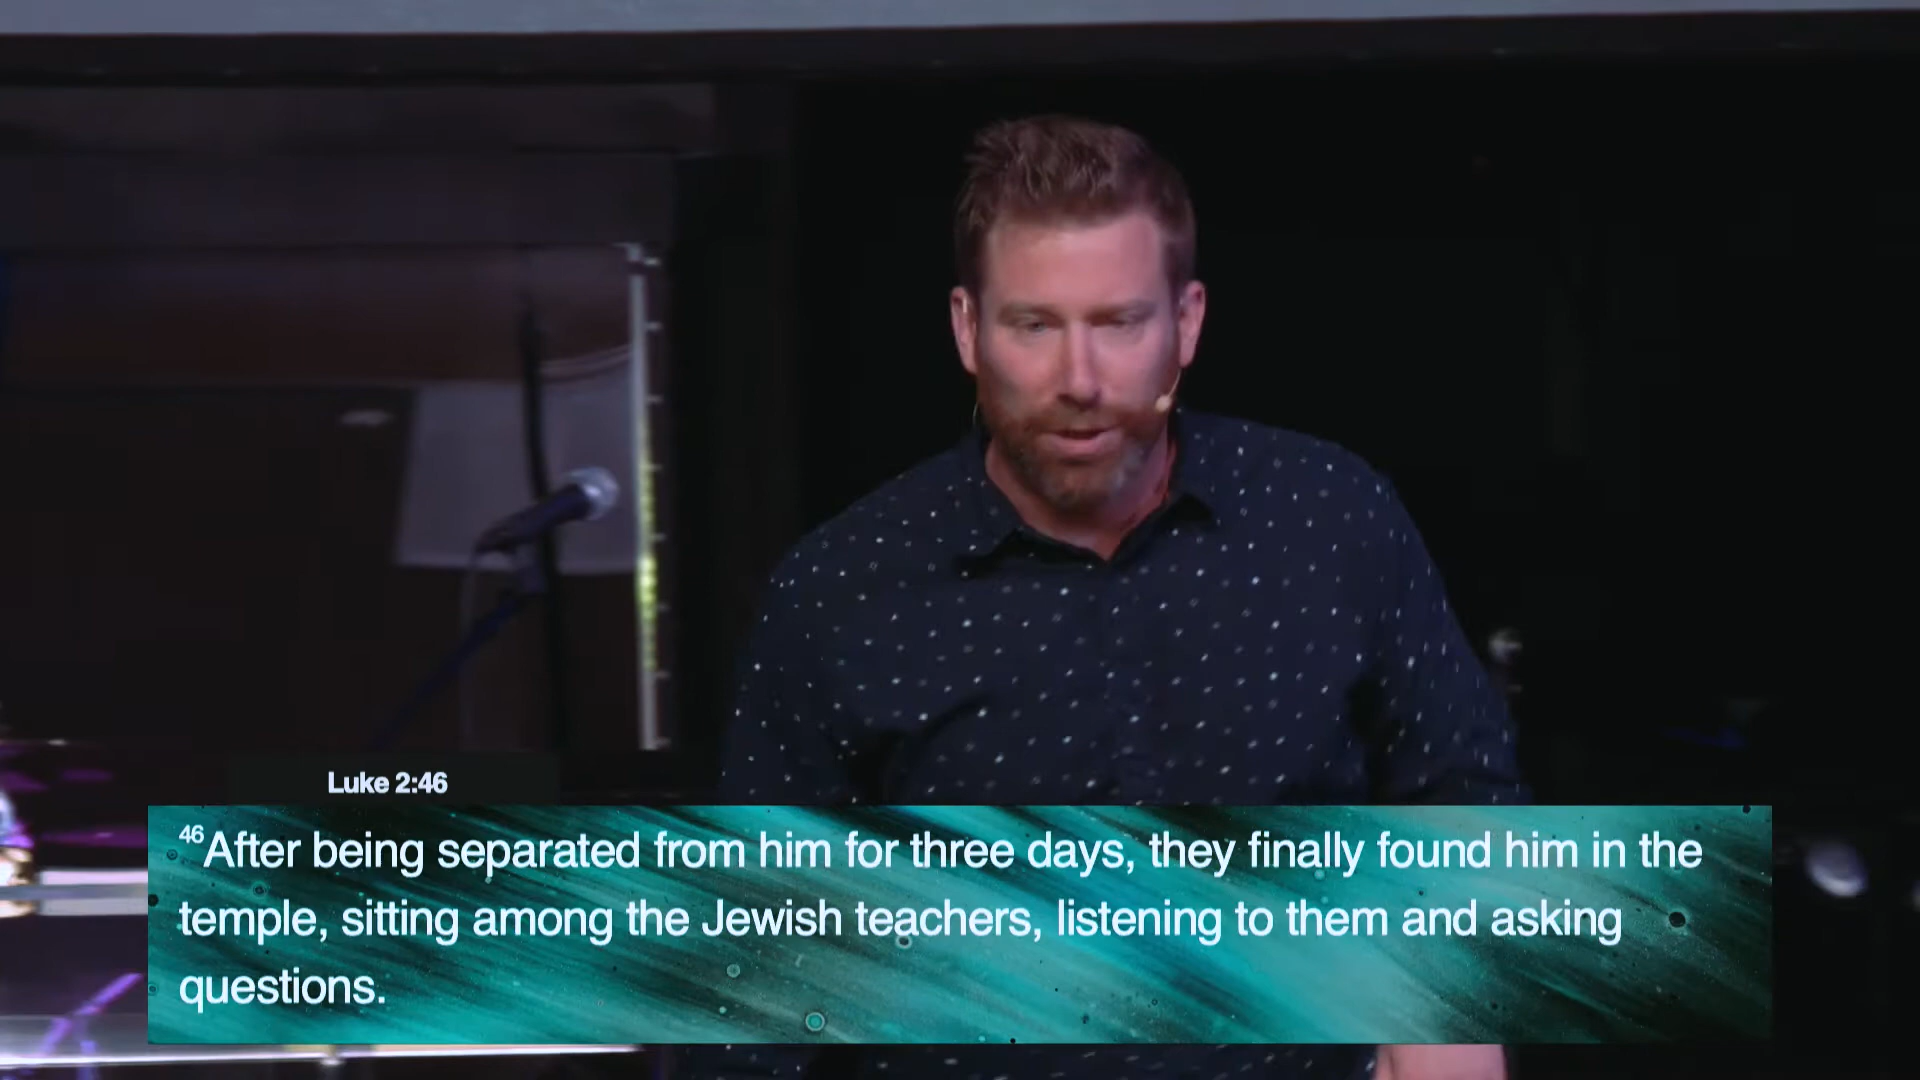 Luke 2:46
46After being separated from him for three days, they finally found him in the
temple, sitting among the Jewish teachers, listening to them and asking
questions.